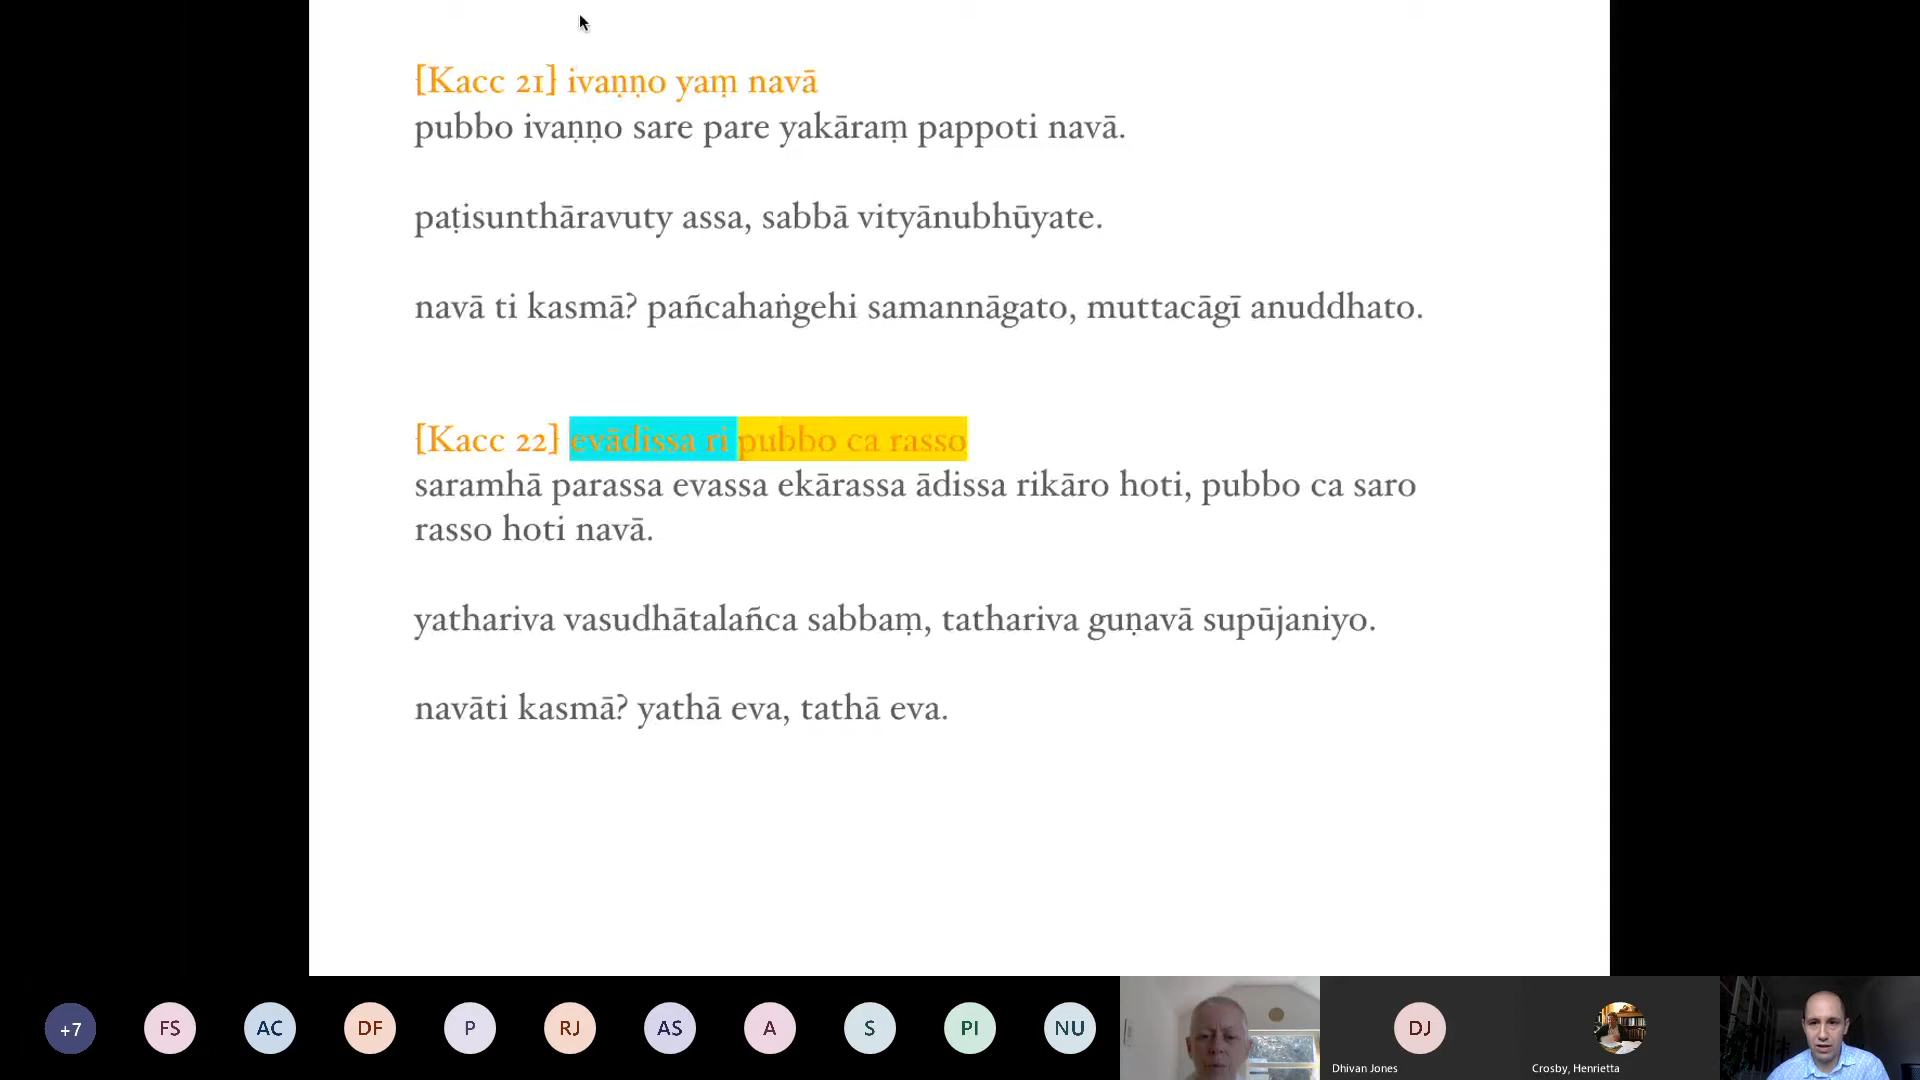 [Kacc 21] ivaṇṇo yaṃ navā
pubbo ivaṇṇo sare pare yakāraṃ pappoti navā.
paṭisunthāravuty assa, sabbā vityānubhūyate.
navā ti kasmā? pañcahaṅgehi samannāgato, muttacāgī anuddhato.
[Kacc 22] evādissa ri pubbo ca rasso
saramhā parassa evassa ekārassa ādissa rikāro hoti, pubbo ca saro
rasso hoti navā.
yathariva vasudhātalañca sabbaṃ, tathariva guṇavā supūjaniyo.
navāti kasmā? yathā eva, tathā eva.
+7 FS AC DF P RJ AS A S PI NU DJ
Dhivan Jones
Crosby, Henrietta